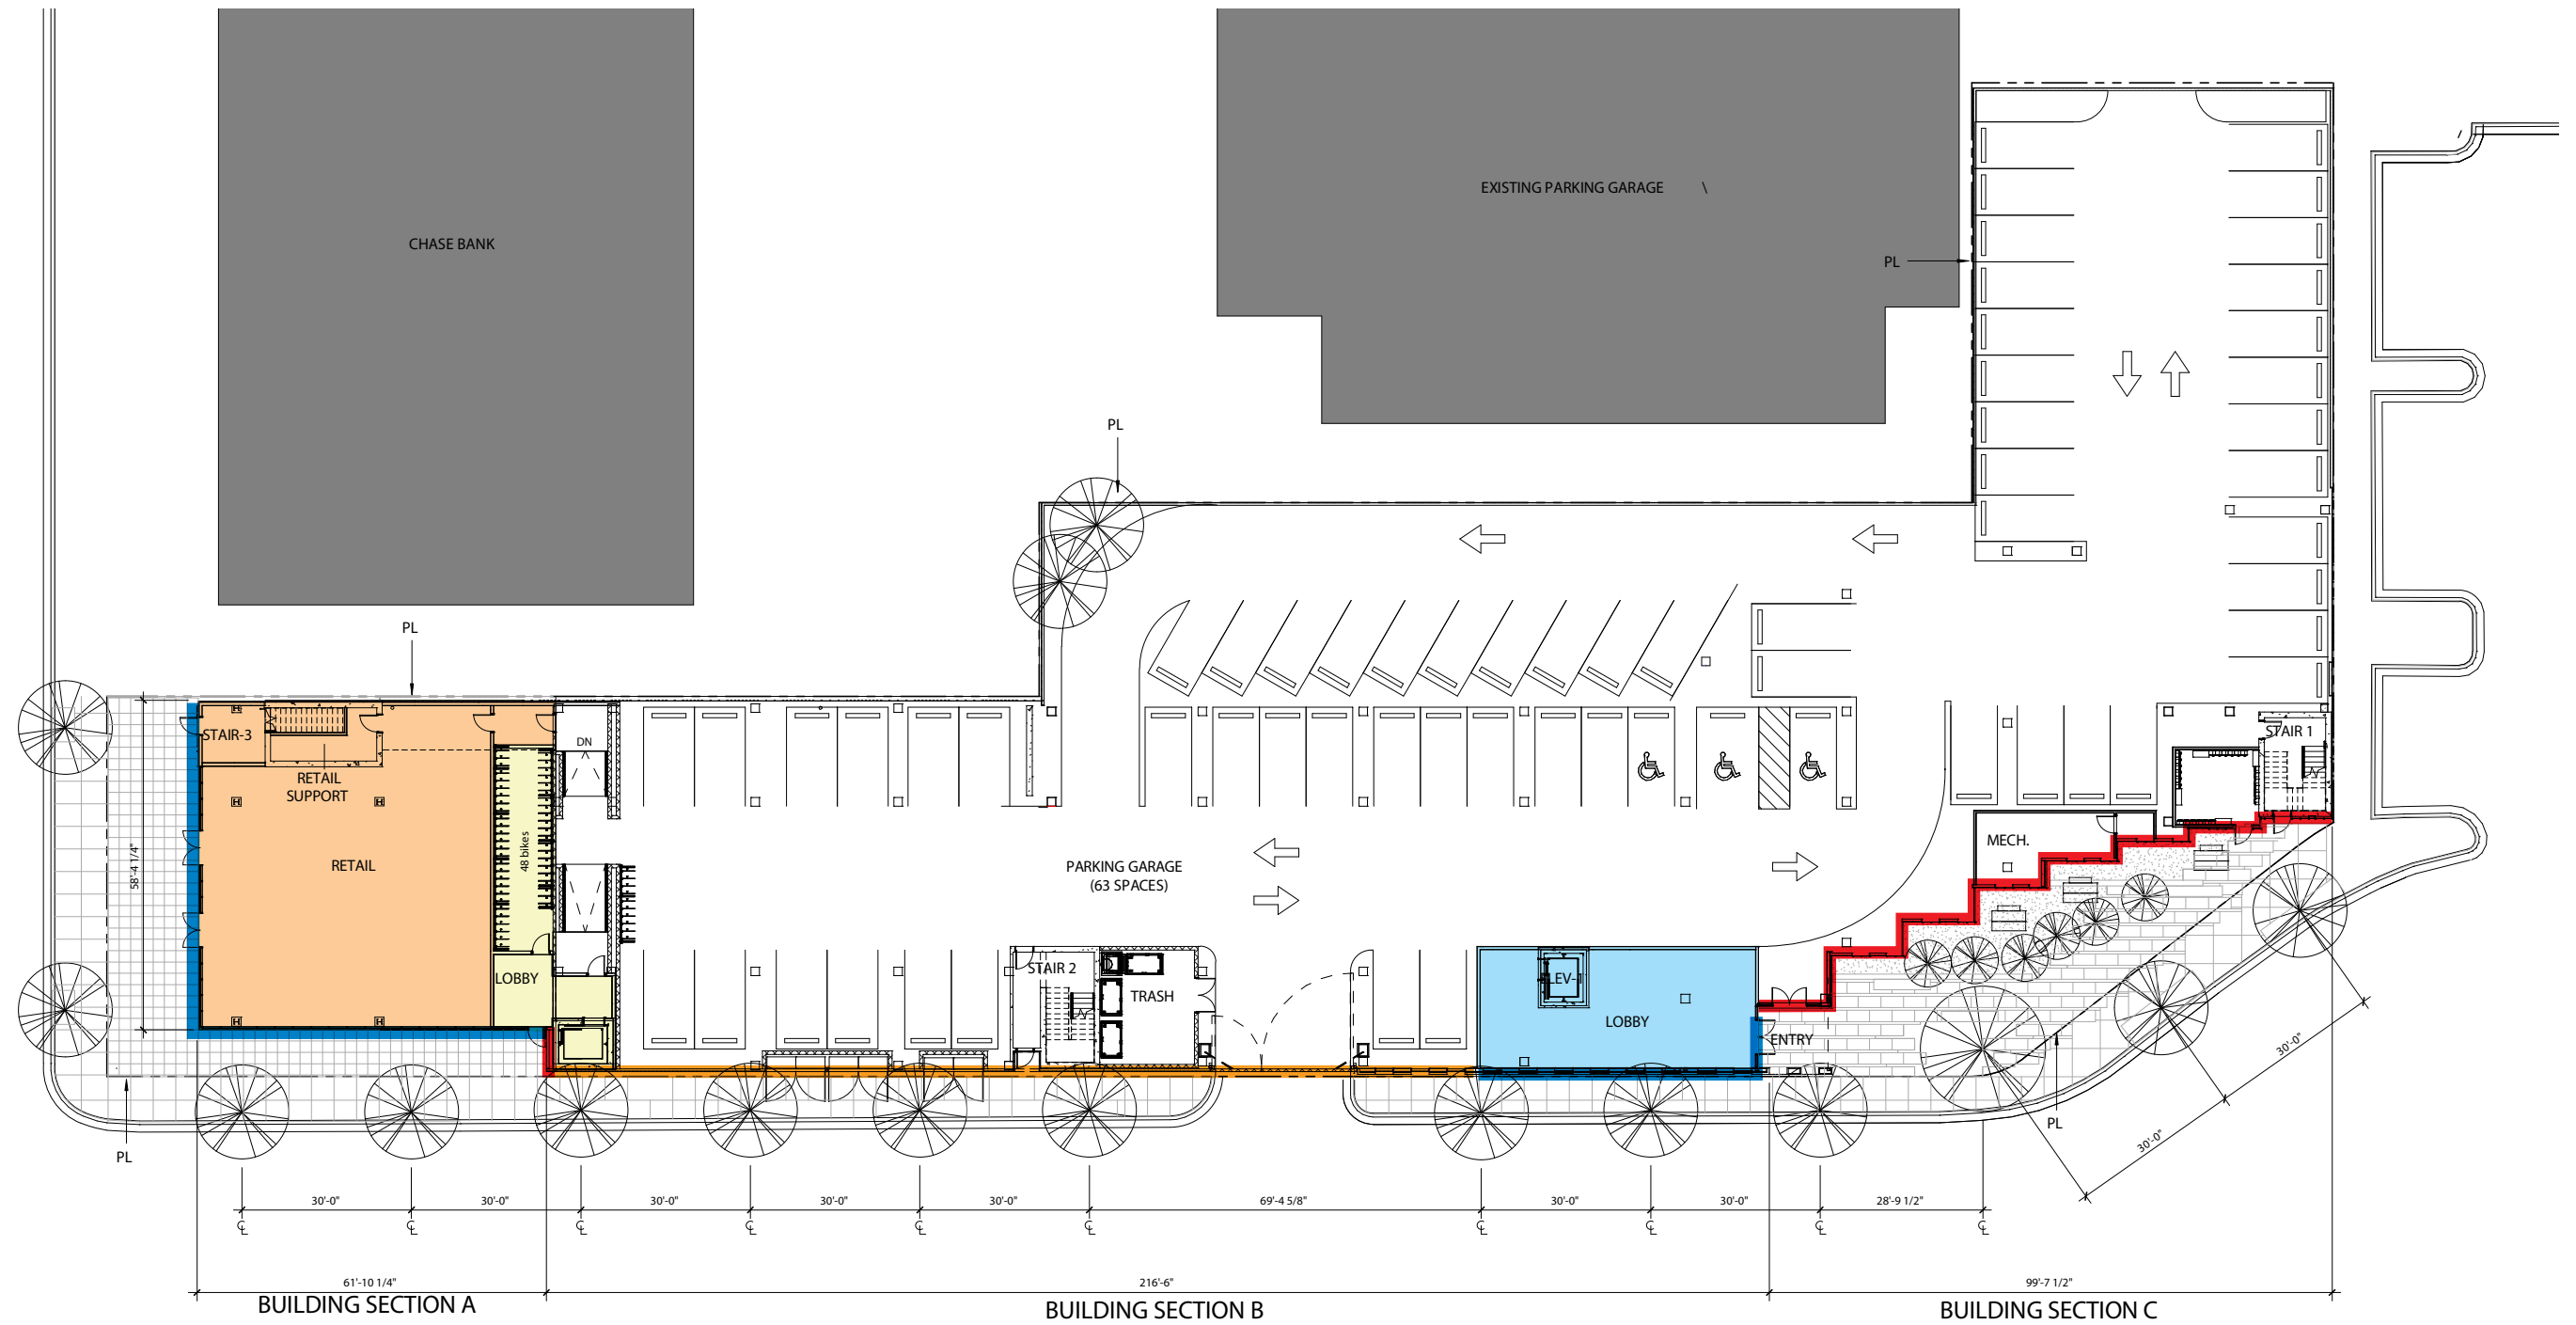 CHASE BANK
EXISTING PARKING GARAGE \
PL
PL
PL
STAIR-3
RETAIL
SUPPORT
RETAIL
58'-4 1/4"
48 bikes
LOBBY
DN
PARKING GARAGE
(63 SPACES)
STAIR 2
TRASH
LOBBY
ENTRY
MECH.
STAIR 1
PL
PL
30'-0"
30'-0"
30'-0"
30'-0"
30'-0"
30'-0"
30'-0"
69'-4 5/8"
30'-0"
30'-0"
28'-9 1/2"
61'-10 1/4"
216'-6"
99'-7 1/2"
BUILDING SECTION A
BUILDING SECTION B
BUILDING SECTION C